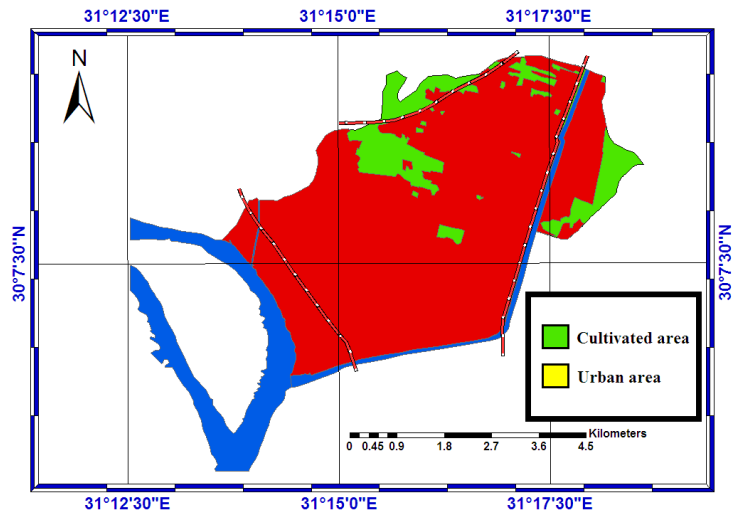 31°12'30"E 31°15'0"E 31°17'30"E
N
30°7'30"N 30°7'30"N
Cultivated area
Urban area
Kilometers
0 0.45 0.9 1.8 2.7 3.6 4.5
31°12'30"E 31°15'0"E 31°17'30"E